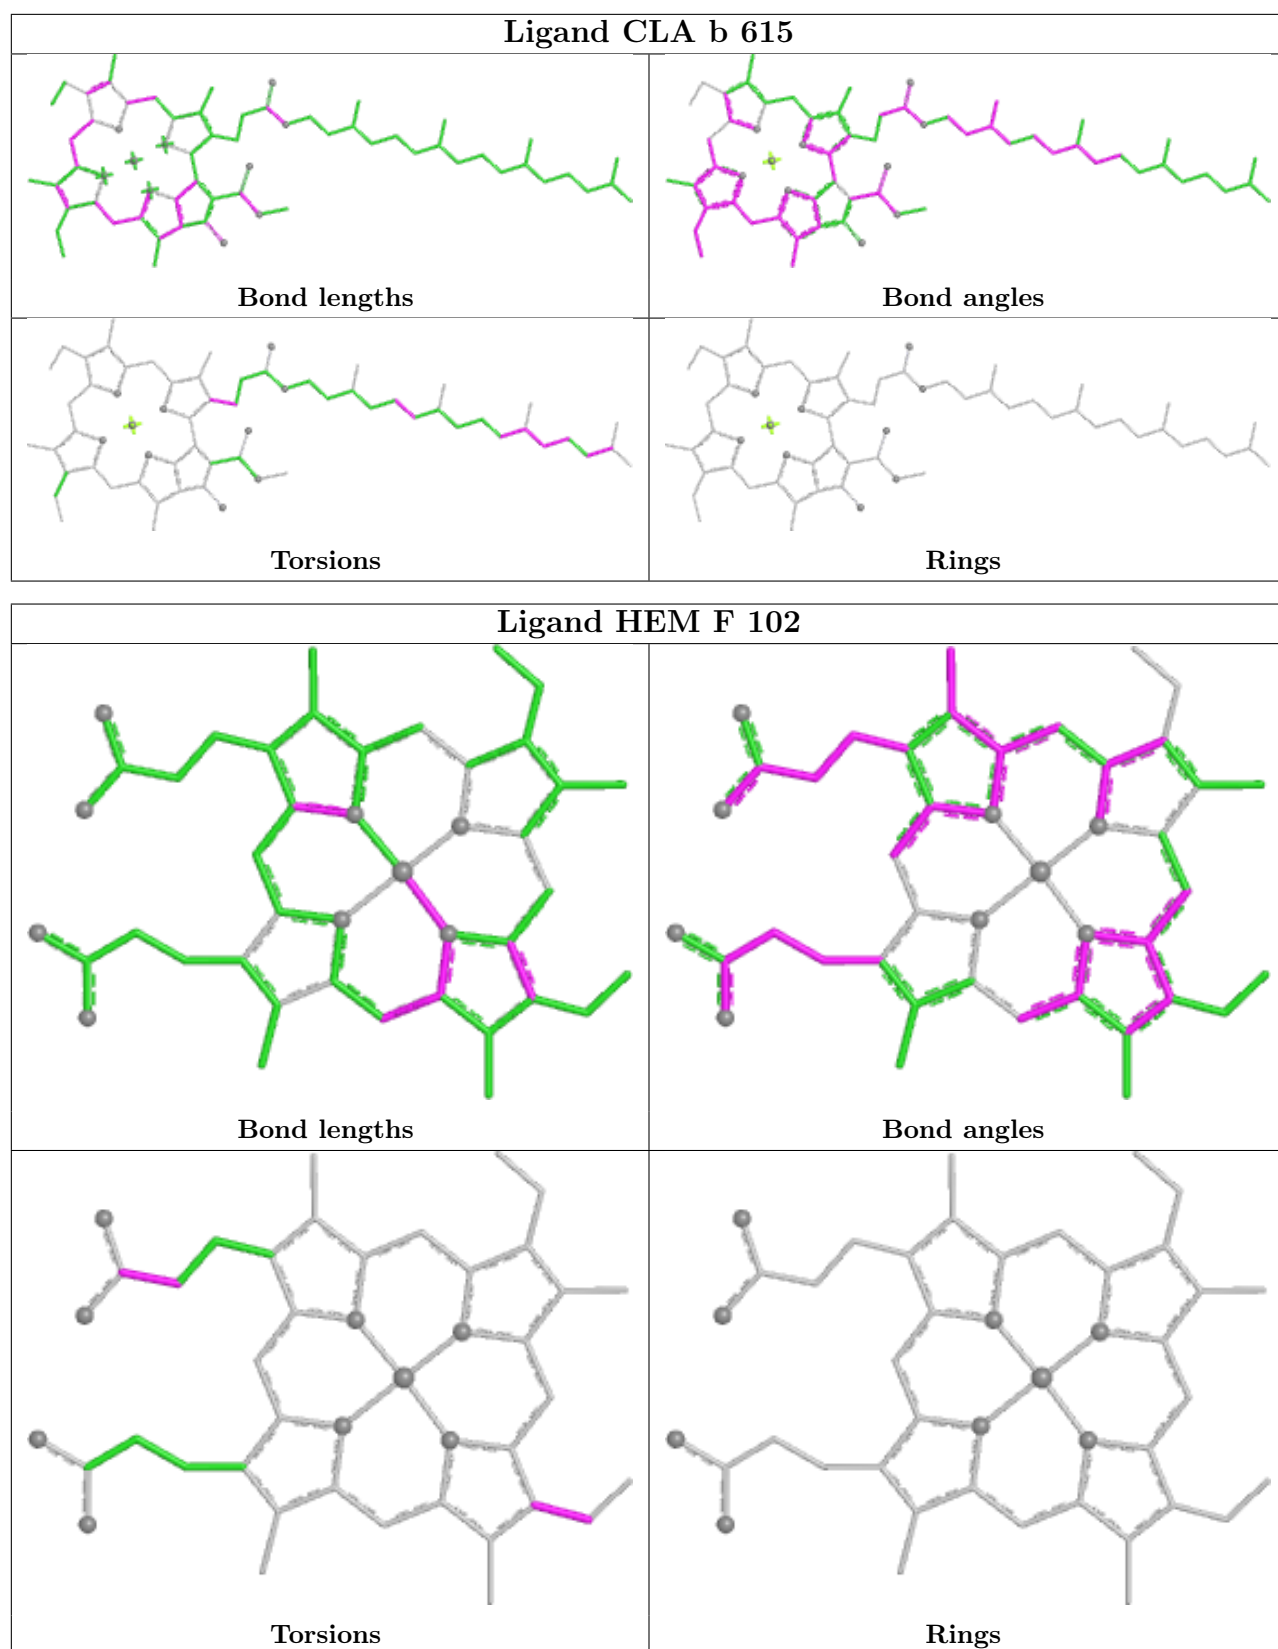 Ligand CLA b 615
Bond lengths
Bond angles
Torsions
Rings
Ligand HEM F 102
Bond lengths
Bond angles
Torsions
Rings